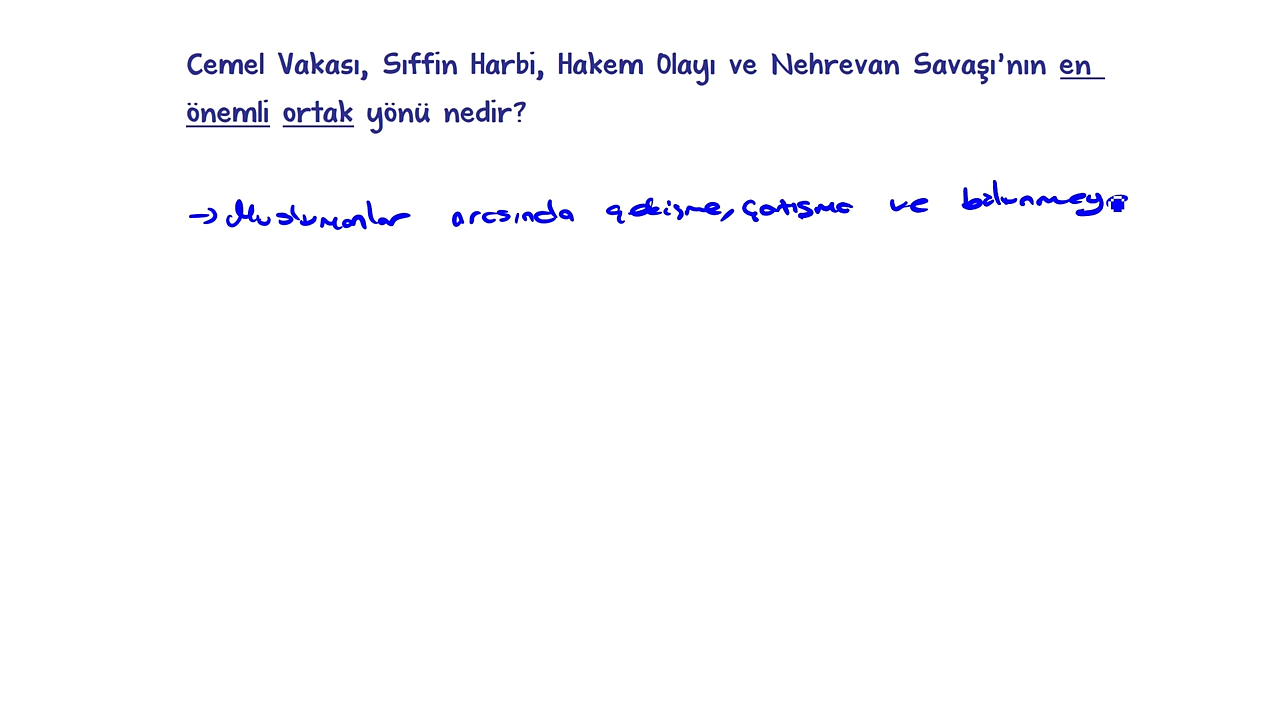 Cemel Vakası, Sıffin Harbi, Hakem Olayı ve Nehrevan Savaşı'nın en
önemli ortak yönü nedir?
→ Müslümanlar arasında çekişme, çatışma ve bölünmeye